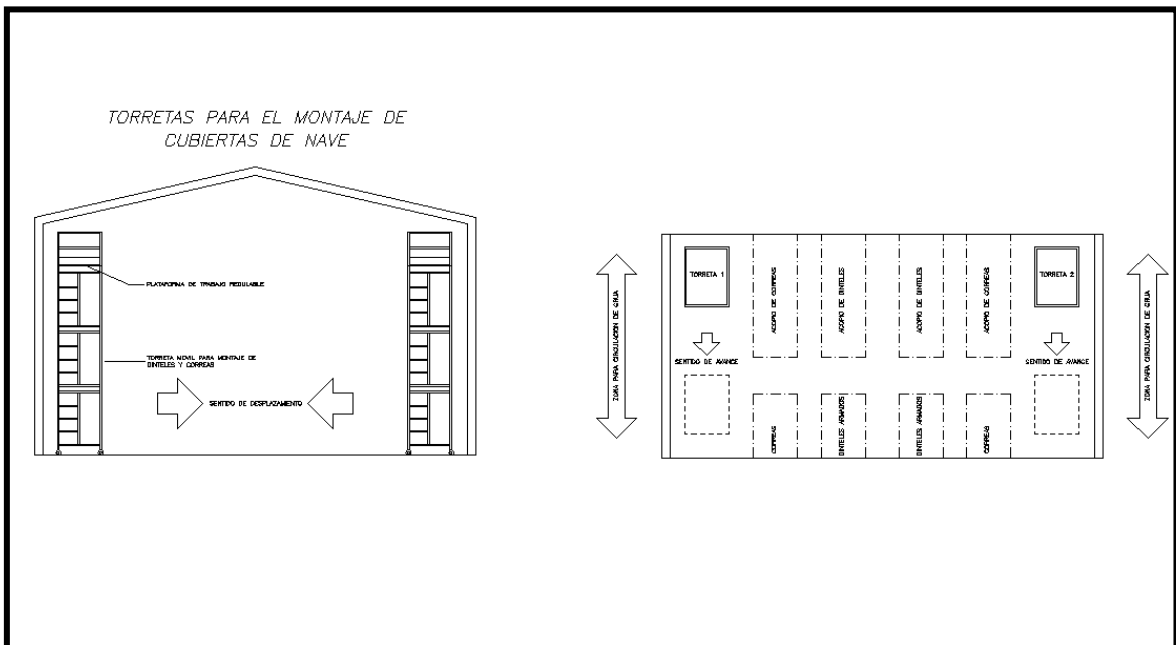 TORRETAS PARA EL MONTAJE DE
CUBIERTAS DE NAVE
PLATAFORMA DE TRABAJO REGULABLE
TORRETA MOVIL PARA MONTAJE DE
DINTELES Y CORREAS
SENTIDO DE DESPLAZAMIENTO
ZONA PARA CIRCULACION DE GRUA
TORRETA 1
SENTIDO DE AVANCE
ACOPIO DE CORREAS
ACOPIO DE DINTELES
ACOPIO DE DINTELES
ACOPIO DE CORREAS
TORRETA 2
SENTIDO DE AVANCE
CORREAS
DINTELES ARMADOS
DINTELES ARMADOS
CORREAS
ZONA PARA CIRCULACION DE GRUA